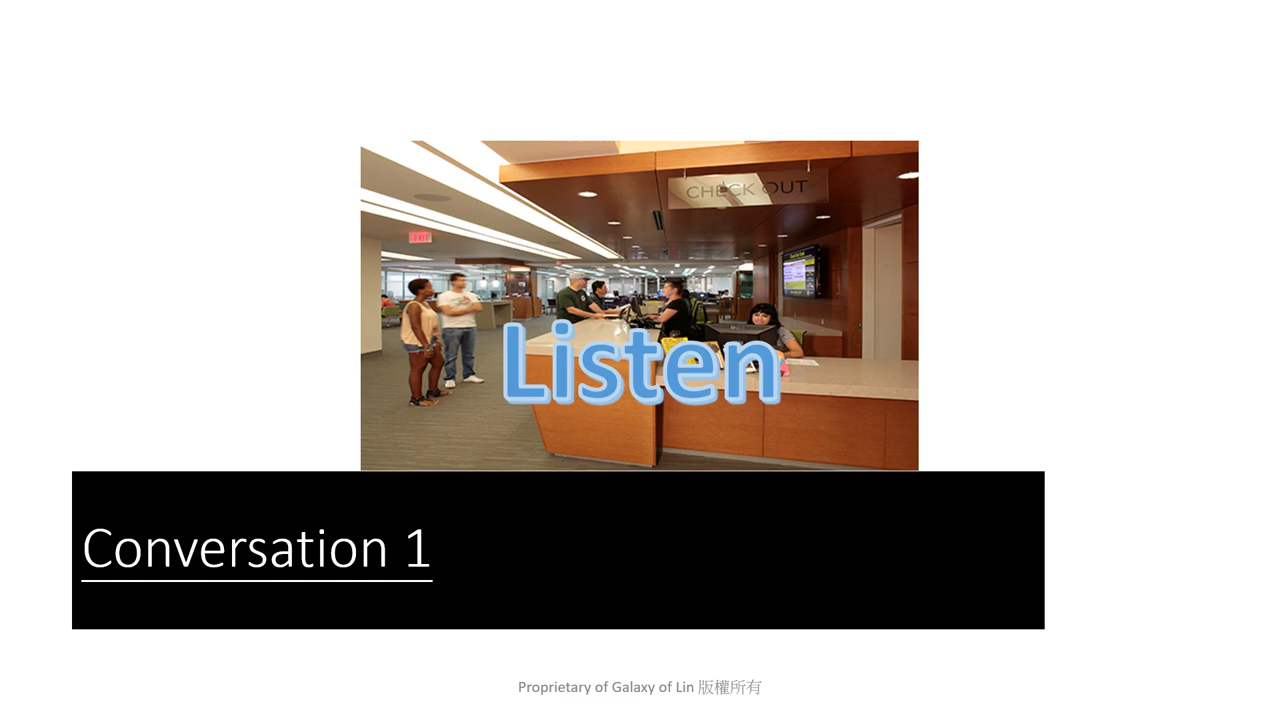 CHECK OUT
EXIT
Listen
Conversation 1
Proprietary of Galaxy of Lin 版權所有